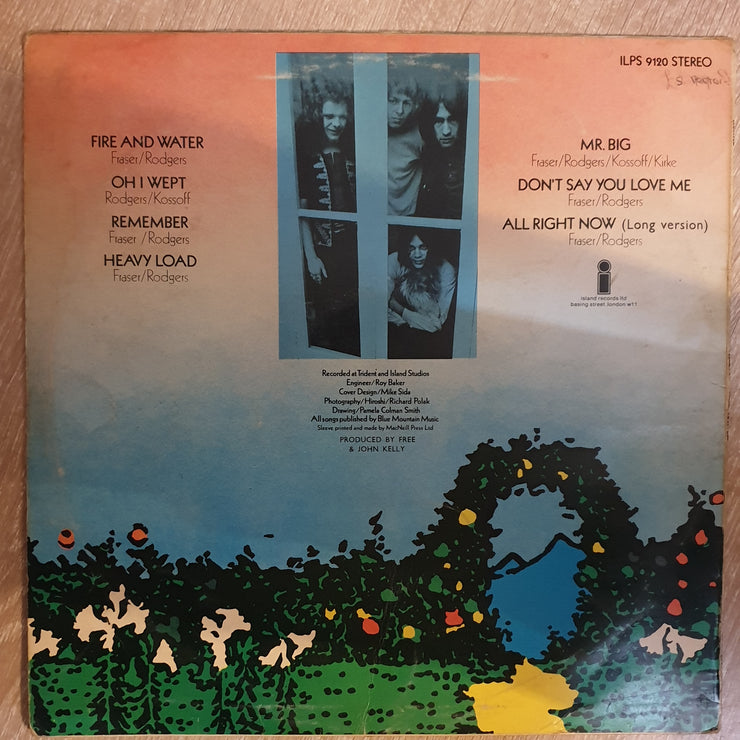 ILPS 9120 STEREO
FIRE AND WATER
Fraser/Rodgers
OH I WEPT
Rodgers/Kossoff
REMEMBER
Fraser /Rodgers
HEAVY LOAD
Fraser/Rodgers
MR. BIG
Fraser/Rodgers/Kossoff/Kirke
DON'T SAY YOU LOVE ME
Fraser/Rodgers
ALL RIGHT NOW (Long version)
Fraser/Rodgers
island records ltd
basing street london w11
Recorded at Trident and Island Studios
Engineer/Roy Baker
Cover Design/Mike Sida
Photography/Hiroshi/Richard Polak
Drawing/Pamela Colman Smith
All songs published by Blue Mountain Music
Sleeve printed and made by MacNeill Press Ltd
PRODUCED BY FREE
& JOHN KELLY